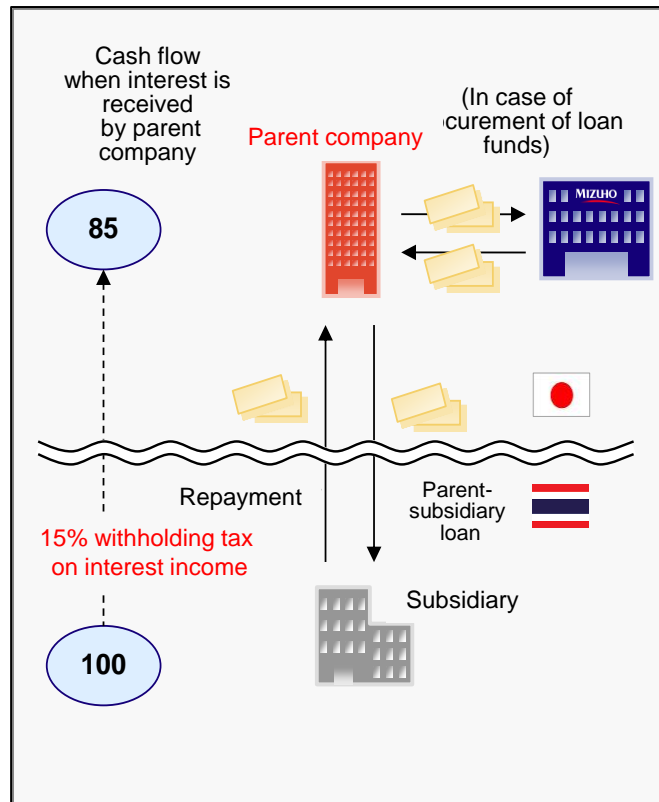 Cash flow
when interest is
received
by parent
company
(In case of
ocurement of loan
funds)
Parent company
MIZUHO
85
Repayment
Parent-
subsidiary
loan
15% withholding tax
on interest income
Subsidiary
100